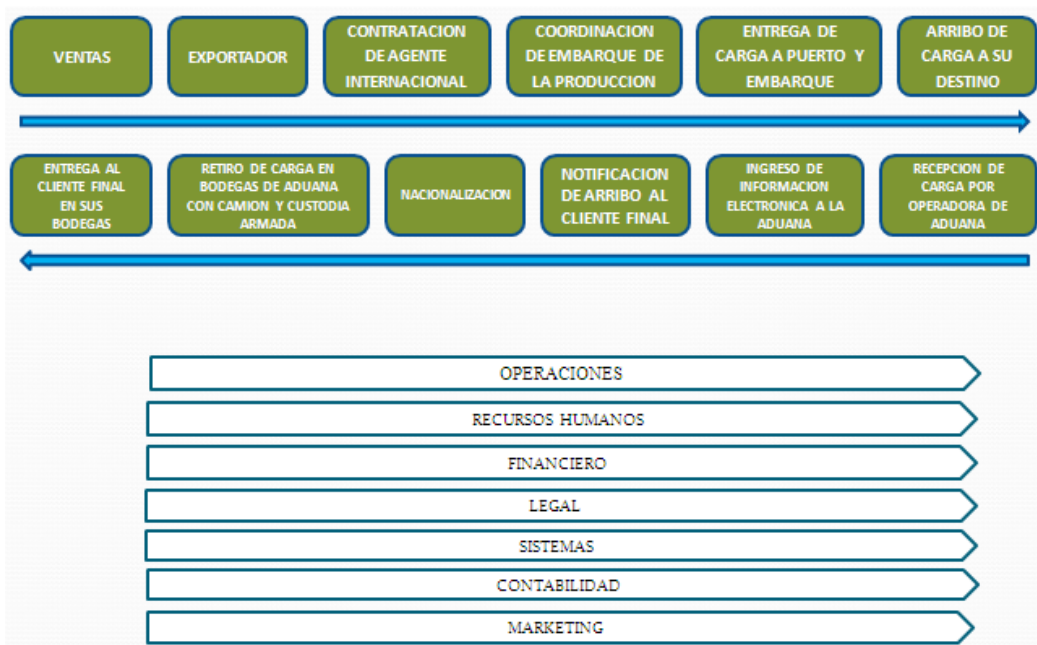 VENTAS
EXPORTADOR
CONTRATACION
DE AGENTE
INTERNACIONAL
COORDINACION
DE EMBARQUE DE
LA PRODUCCION
ENTREGA DE
CARGA A PUERTO Y
EMBARQUE
ARRIBO DE
CARGA A SU
DESTINO
ENTREGA AL
CLIENTE FINAL
EN SUS
BODEGAS
RETIRO DE CARGA EN
BODEGAS DE ADUANA
CON CAMION Y CUSTODIA
ARMADA
NACIONALIZACION
NOTIFICACION
DE ARRIBO AL
CLIENTE FINAL
INGRESO DE
INFORMACION
ELECTRONICA A LA
ADUANA
RECEPCION DE
CARGA POR
OPERADORA DE
ADUANA
OPERACIONES
RECURSOS HUMANOS
FINANCIERO
LEGAL
SISTEMAS
CONTABILIDAD
MARKETING